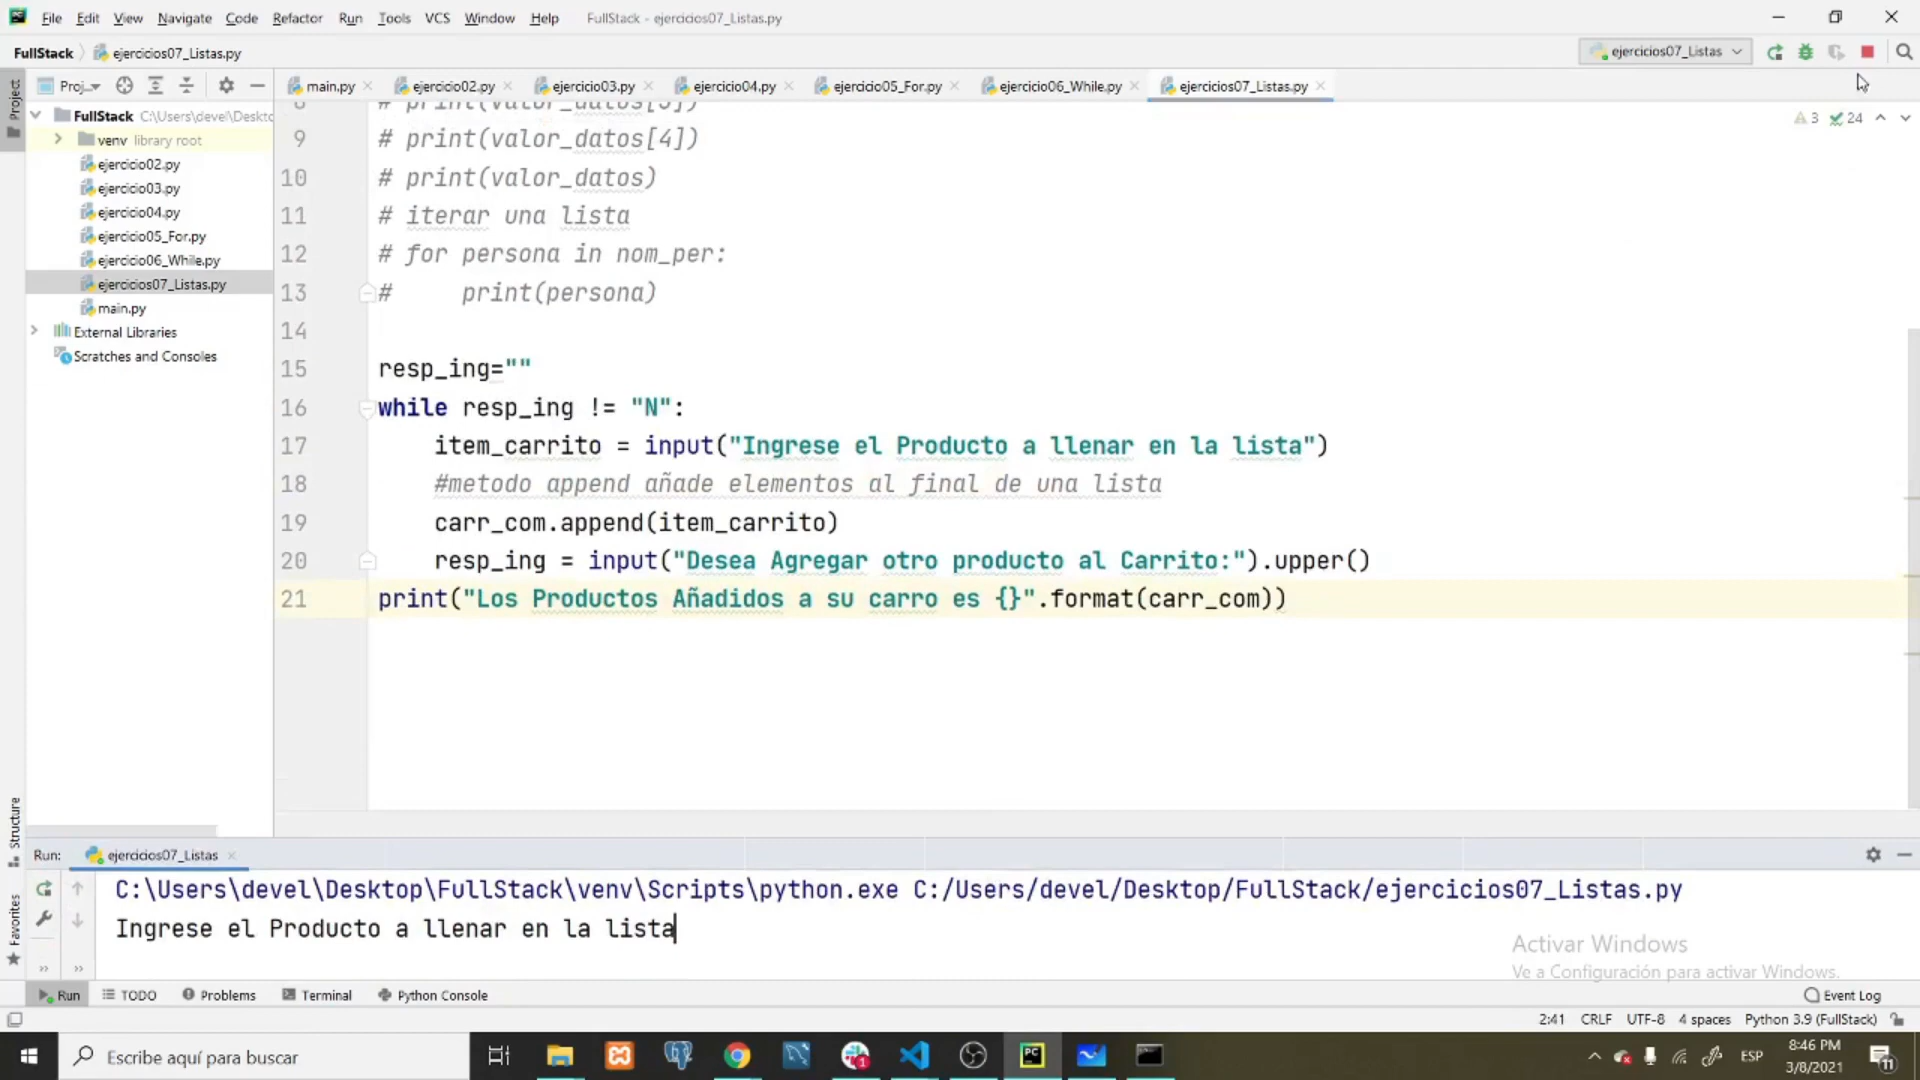 File Edit View Navigate Code Refactor Run Tools VCS Window Help FullStack - ejercicios07_Listas.py
FullStack ejercicios07_Listas.py ejercicios07_Listas
Project Proj... main.py ejercicio02.py ejercicio03.py ejercicio04.py ejercicio05_For.py ejercicio06_While.py ejercicios07_Listas.py
FullStack C:\Users\devel\Deskto
venv library root
ejercicio02.py
ejercicio03.py
ejercicio04.py
ejercicio05_For.py
ejercicio06_While.py
ejercicios07_Listas.py
main.py
External Libraries
Scratches and Consoles
3 24
9 # print(valor_datos[4])
10 # print(valor_datos)
11 # iterar una lista
12 # for persona in nom_per:
13 #     print(persona)
14
15 resp_ing=""
16 while resp_ing != "N":
17     item_carrito = input("Ingrese el Producto a llenar en la lista")
18     #metodo append añade elementos al final de una lista
19     carr_com.append(item_carrito)
20     resp_ing = input("Desea Agregar otro producto al Carrito:").upper()
21 print("Los Productos Añadidos a su carro es {}".format(carr_com))
Structure
Favorites
Run: ejercicios07_Listas
C:\Users\devel\Desktop\FullStack\venv\Scripts\python.exe C:/Users/devel/Desktop/FullStack/ejercicios07_Listas.py
Ingrese el Producto a llenar en la lista
Activar Windows
Ve a Configuración para activar Windows.
Run TODO Problems Terminal Python Console Event Log
2:41 CRLF UTF-8 4 spaces Python 3.9 (FullStack)
Escribe aquí para buscar
ESP
8:46 PM
3/8/2021
11